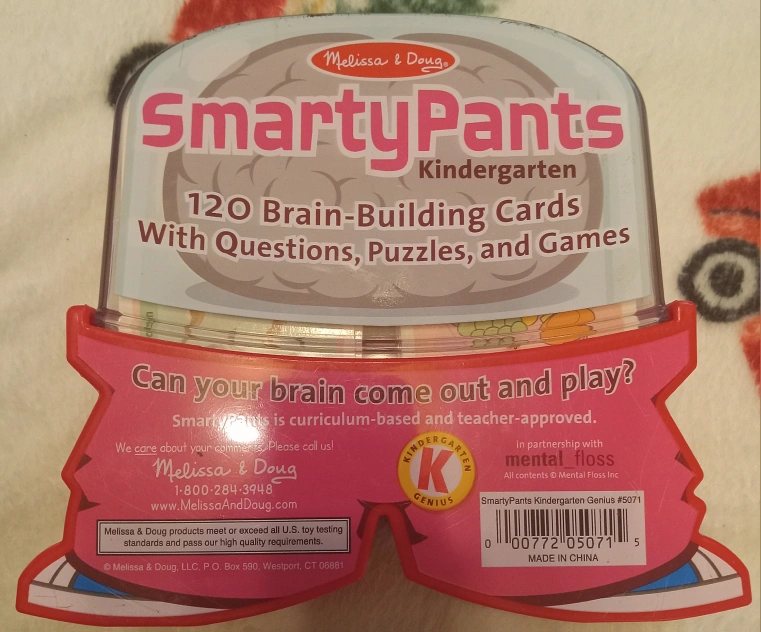 Melissa & Doug®
SmartyPants
Kindergarten
120 Brain-Building Cards
With Questions, Puzzles, and Games
Can your brain come out and play?
SmartyPants is curriculum-based and teacher-approved.
We care about your comments. Please call us!
Melissa & Doug
1-800-284-3948
www.MelissaAndDoug.com
Melissa & Doug products meet or exceed all U.S. toy testing
standards and pass our high quality requirements.
© Melissa & Doug, LLC, P.O. Box 590, Westport, CT 06881
KINDERGARTEN
K
GENIUS
in partnership with
mental_floss
All contents © Mental Floss Inc
SmartyPants Kindergarten Genius #5071
0 00772 05071 5
MADE IN CHINA